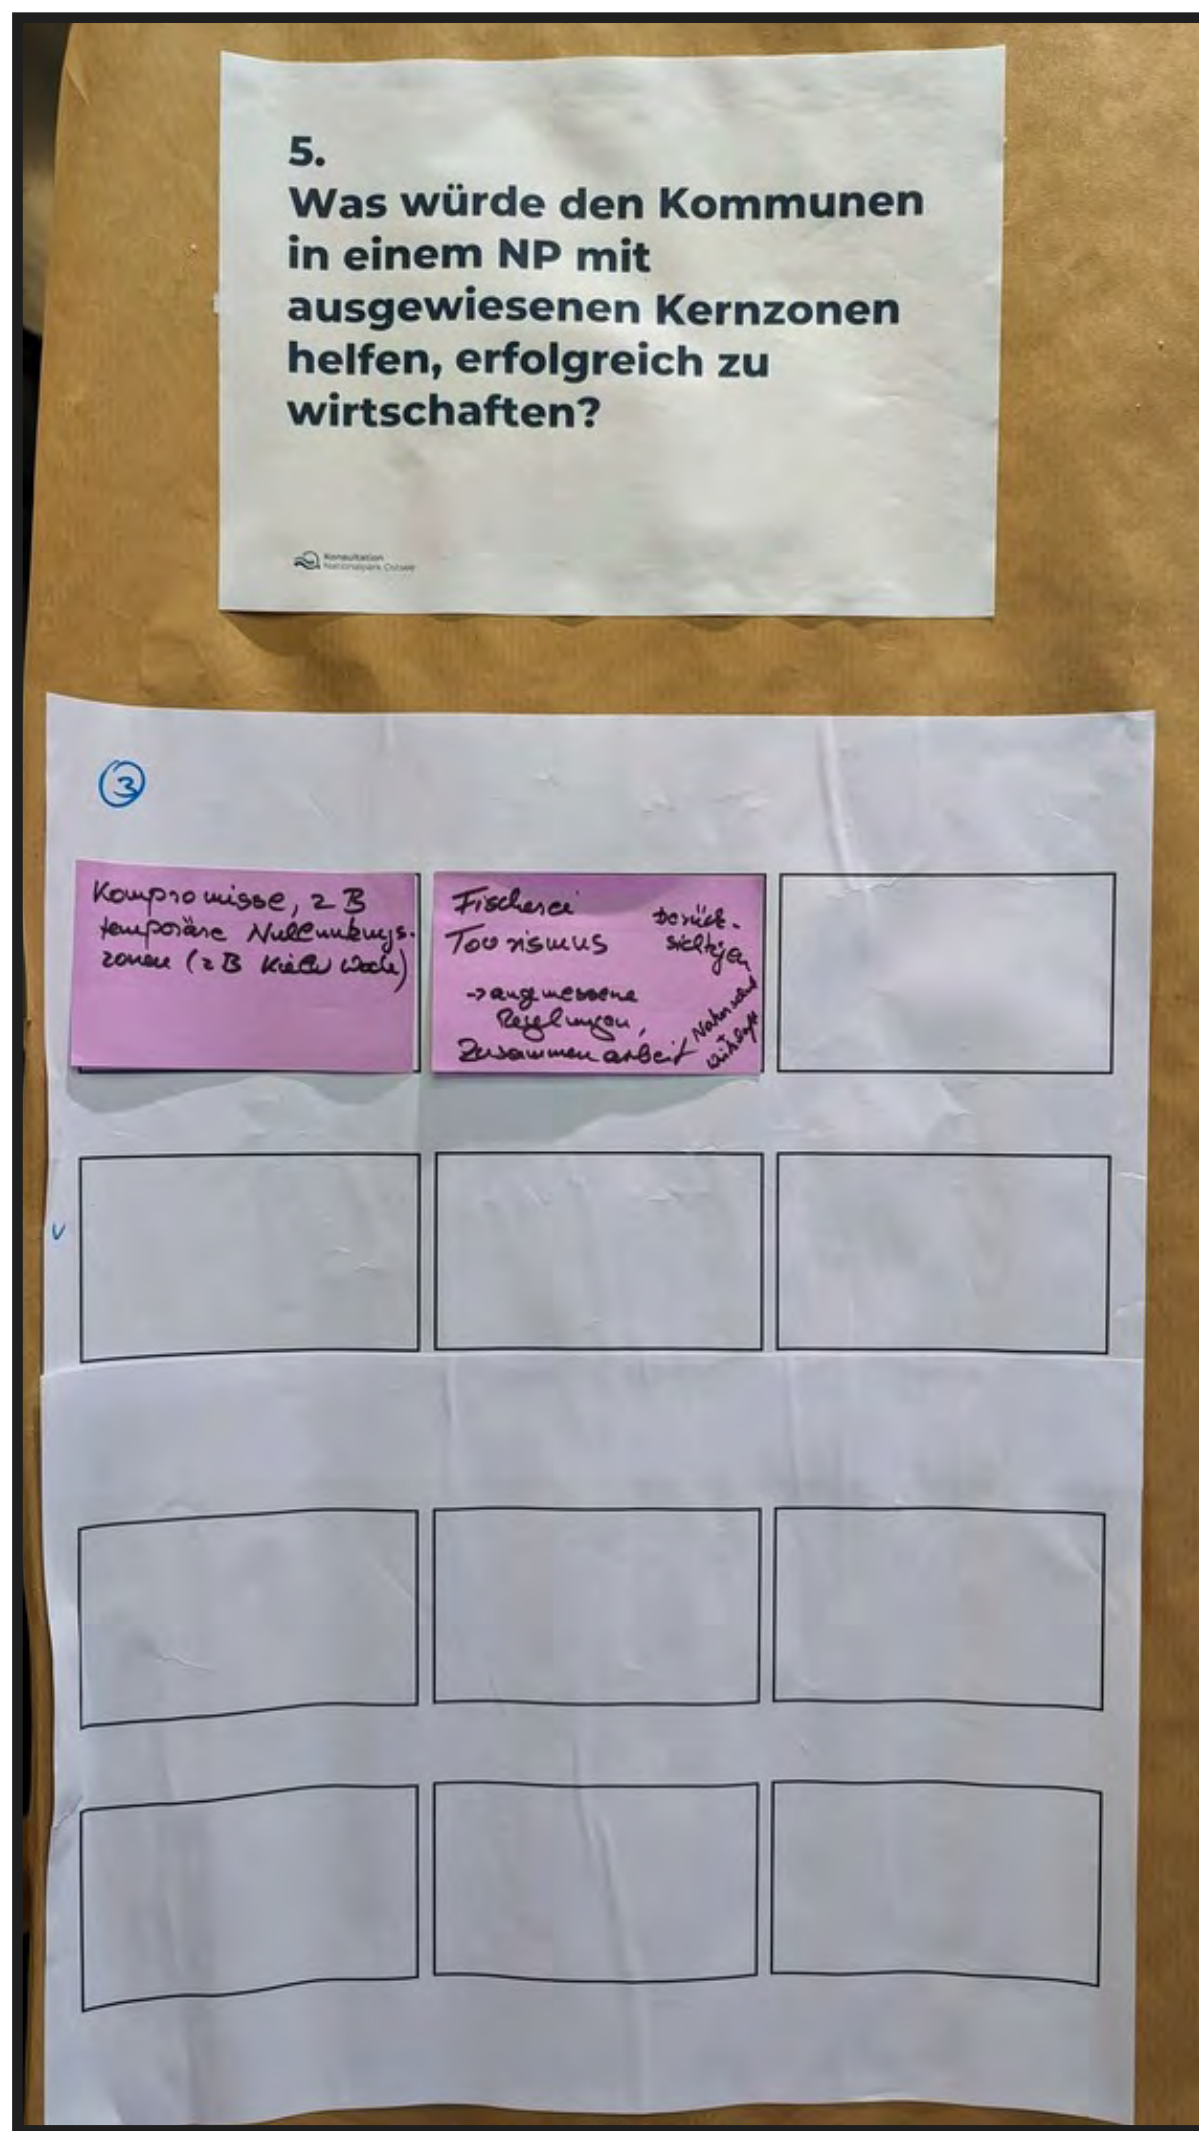 5.
Was würde den Kommunen
in einem NP mit
ausgewiesenen Kernzonen
helfen, erfolgreich zu
wirtschaften?
Konsultation
Nationalpark Ostsee
3
Kompromisse, z B
temporäre Nullnutzungs-
zonen (z B Kieler Woche)
Fischerei
Tourismus
berück-
sichtigen
-> angemessene
Regelungen,
Zusammenarbeit
Naturschutz
+
Wirtschaft
v